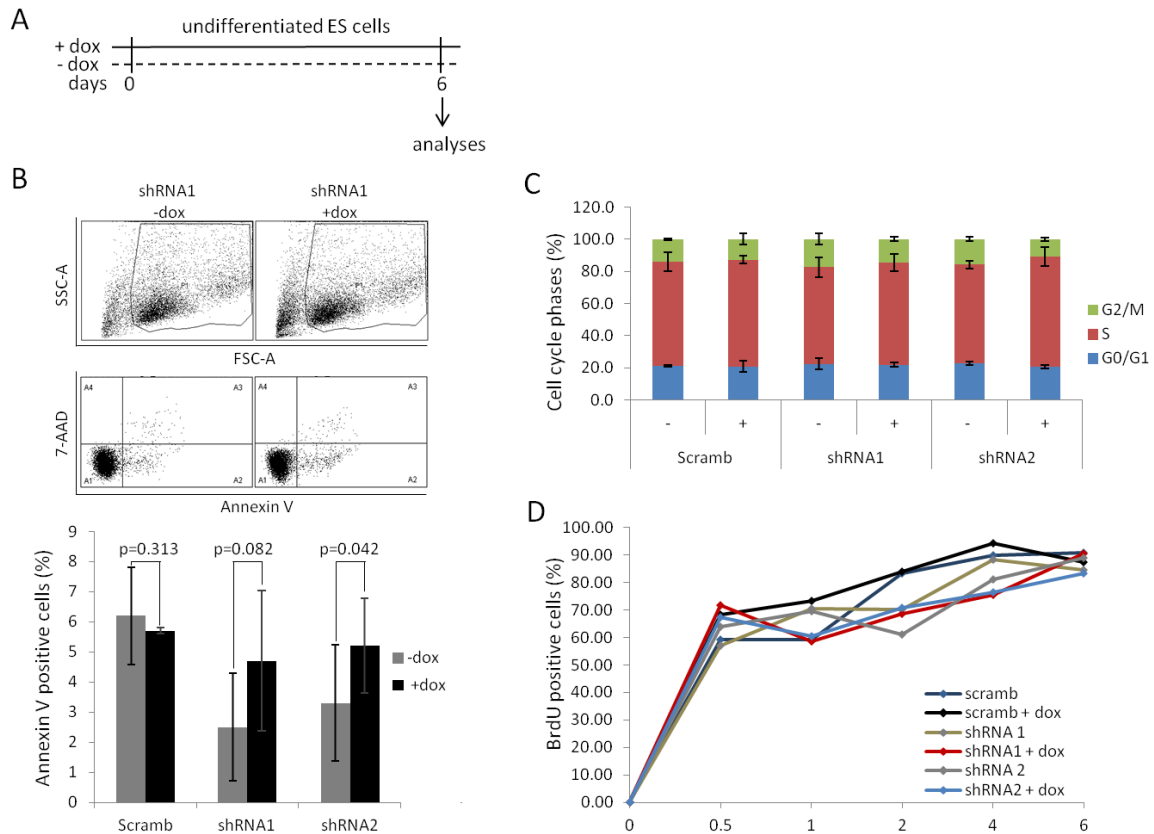 A
undifferentiated ES cells
+ dox
- dox
days 0 6
analyses
B
shRNA1
-dox
shRNA1
+dox
SSC-A
P1
P1
FSC-A
A4 A3
A1 A2
A4 A3
A1 A2
7-AAD
Annexin V
Annexin V positive cells (%)
9
8
7
6
5
4
3
2
1
0
p=0.313 p=0.082 p=0.042
-dox
+dox
Scramb shRNA1 shRNA2
C
Cell cycle phases (%)
120.0
100.0
80.0
60.0
40.0
20.0
0.0
G2/M
S
G0/G1
- + - + - +
Scramb shRNA1 shRNA2
D
BrdU positive cells (%)
100.00
90.00
80.00
70.00
60.00
50.00
40.00
30.00
20.00
10.00
0.00
scramb
scramb + dox
shRNA 1
shRNA1 + dox
shRNA 2
shRNA2 + dox
0 0.5 1 2 4 6